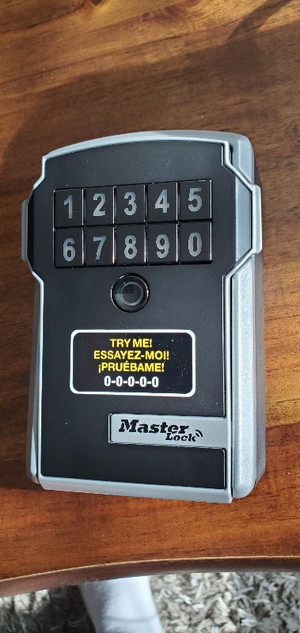 1 2 3 4 5
6 7 8 9 0
TRY ME!
ESSAYEZ-MOI!
¡PRUÉBAME!
0-0-0-0-0
Master
Lock